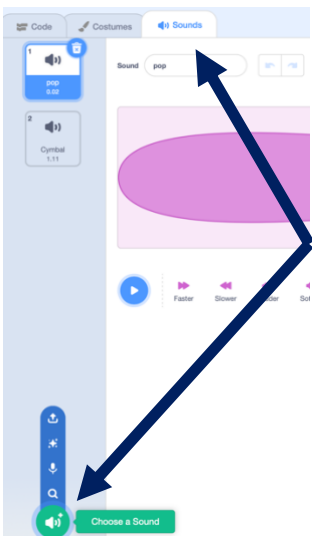 Code Costumes Sounds
1
pop
0.02
Sound pop
2
Cymbal
1.11
Faster Slower
Choose a Sound